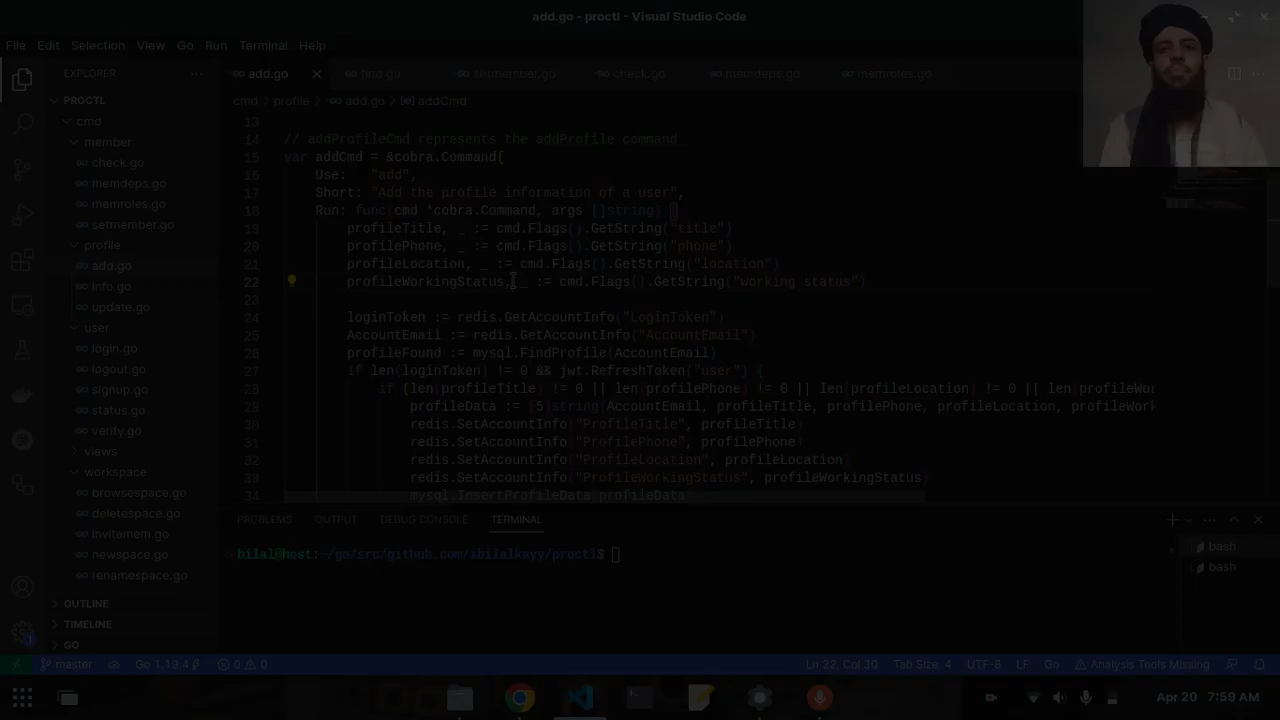 add.go - proctl - Visual Studio Code
File Edit Selection View Go Run Terminal Help
EXPLORER
PROCTL
cmd
member
check.go
memdeps.go
memroles.go
setmember.go
profile
add.go
info.go
update.go
user
login.go
logout.go
signup.go
status.go
verify.go
views
workspace
browsespace.go
deletespace.go
invitemem.go
newspace.go
renamespace.go
OUTLINE
TIMELINE
GO
add.go find.go setmember.go check.go memdeps.go memroles.go
cmd > profile > add.go > addCmd
13
14 // addProfileCmd represents the addProfile command
15 var addCmd = &cobra.Command{
16 Use: "add",
17 Short: "Add the profile information of a user",
18 Run: func(cmd *cobra.Command, args []string) {
19 profileTitle, _ := cmd.Flags().GetString("title")
20 profilePhone, _ := cmd.Flags().GetString("phone")
21 profileLocation, _ := cmd.Flags().GetString("location")
22 profileWorkingStatus, _ := cmd.Flags().GetString("working status")
23
24 loginToken := redis.GetAccountInfo("LoginToken")
25 AccountEmail := redis.GetAccountInfo("AccountEmail")
26 profileFound := mysql.FindProfile(AccountEmail)
27 if len(loginToken) != 0 && jwt.RefreshToken("user") {
28 if (len(profileTitle) != 0 || len(profilePhone) != 0 || len(profileLocation) != 0 || len(profileWor
29 profileData := [5]string{AccountEmail, profileTitle, profilePhone, profileLocation, profileWork
30 redis.SetAccountInfo("ProfileTitle", profileTitle)
31 redis.SetAccountInfo("ProfilePhone", profilePhone)
32 redis.SetAccountInfo("ProfileLocation", profileLocation)
33 redis.SetAccountInfo("ProfileWorkingStatus", profileWorkingStatus)
34 mysql.InsertProfileData(profileData)
PROBLEMS OUTPUT DEBUG CONSOLE TERMINAL
bilal@host:~/go/src/github.com/ibilalkayy/proctl$
bash
bash
master Go 1.19.4 0 0 Ln 22, Col 30 Tab Size: 4 UTF-8 LF Go Analysis Tools Missing
Apr 20 7:59 AM